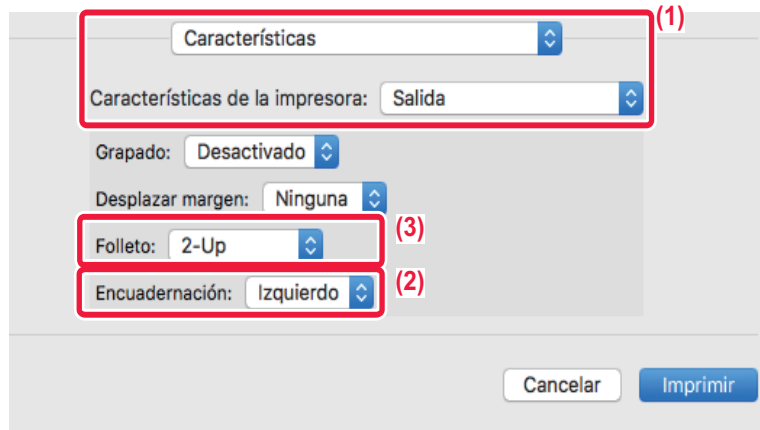 (1)
Características
Características de la impresora: Salida
Grapado: Desactivado
Desplazar margen: Ninguna
Folleto: 2-Up (3)
Encuadernación: Izquierdo (2)
Cancelar Imprimir